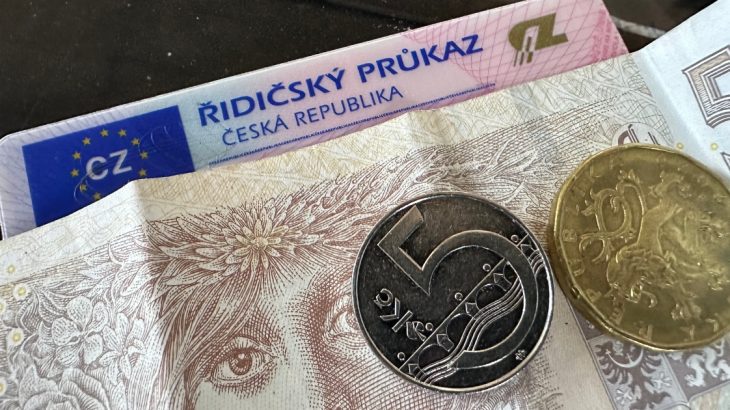 ŘIDIČSKÝ PRŮKAZ
ČESKÁ REPUBLIKA
CZ
5
Kč